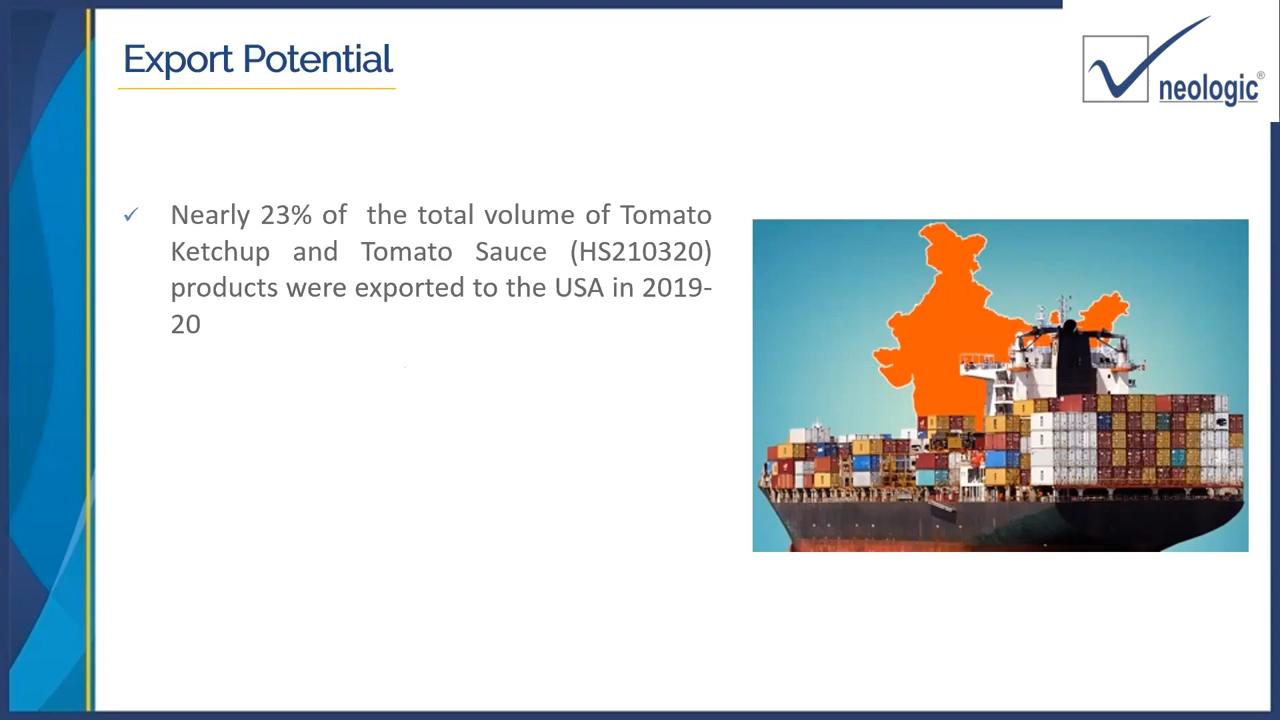 Export Potential
neologic®
✓ Nearly 23% of the total volume of Tomato
Ketchup and Tomato Sauce (HS210320)
products were exported to the USA in 2019-
20